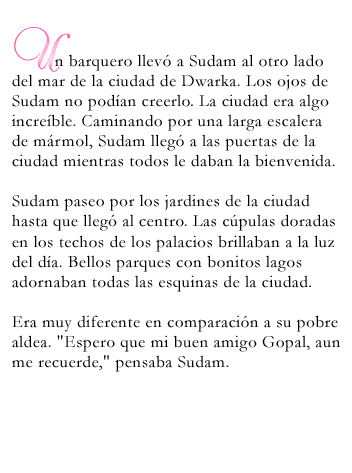 Un barquero llevó a Sudam al otro lado
del mar de la ciudad de Dwarka. Los ojos de
Sudam no podían creerlo. La ciudad era algo
increíble. Caminando por una larga escalera
de mármol, Sudam llegó a las puertas de la
ciudad mientras todos le daban la bienvenida.
Sudam paseo por los jardines de la ciudad
hasta que llegó al centro. Las cúpulas doradas
en los techos de los palacios brillaban a la luz
del día. Bellos parques con bonitos lagos
adornaban todas las esquinas de la ciudad.
Era muy diferente en comparación a su pobre
aldea. "Espero que mi buen amigo Gopal, aun
me recuerde," pensaba Sudam.